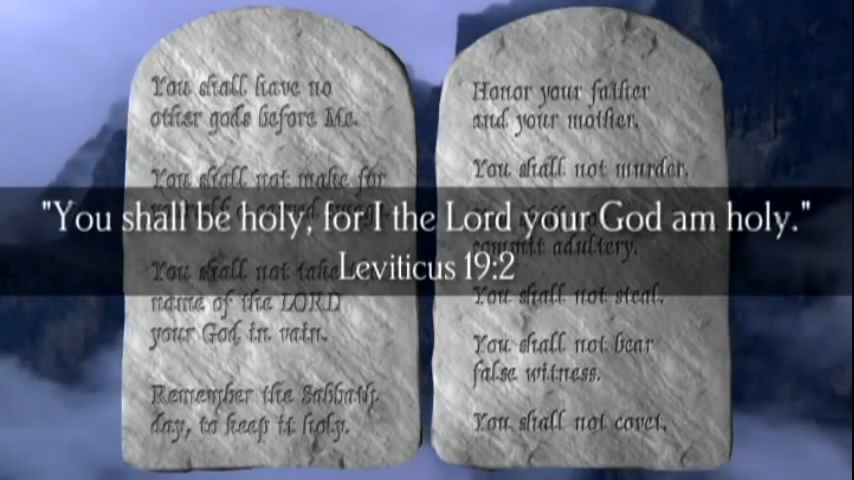 You shall have no
other gods before Me.
You shall not make for
You shall not take
name of the LORD
your God in vain.
Remember the Sabbath
day, to keep it holy.
Honor your father
and your mother.
You shall not murder.
commit adultery.
You shall not steal.
You shall not bear
false witness.
You shall not covet.
"You shall be holy, for I the Lord your God am holy."
Leviticus 19:2